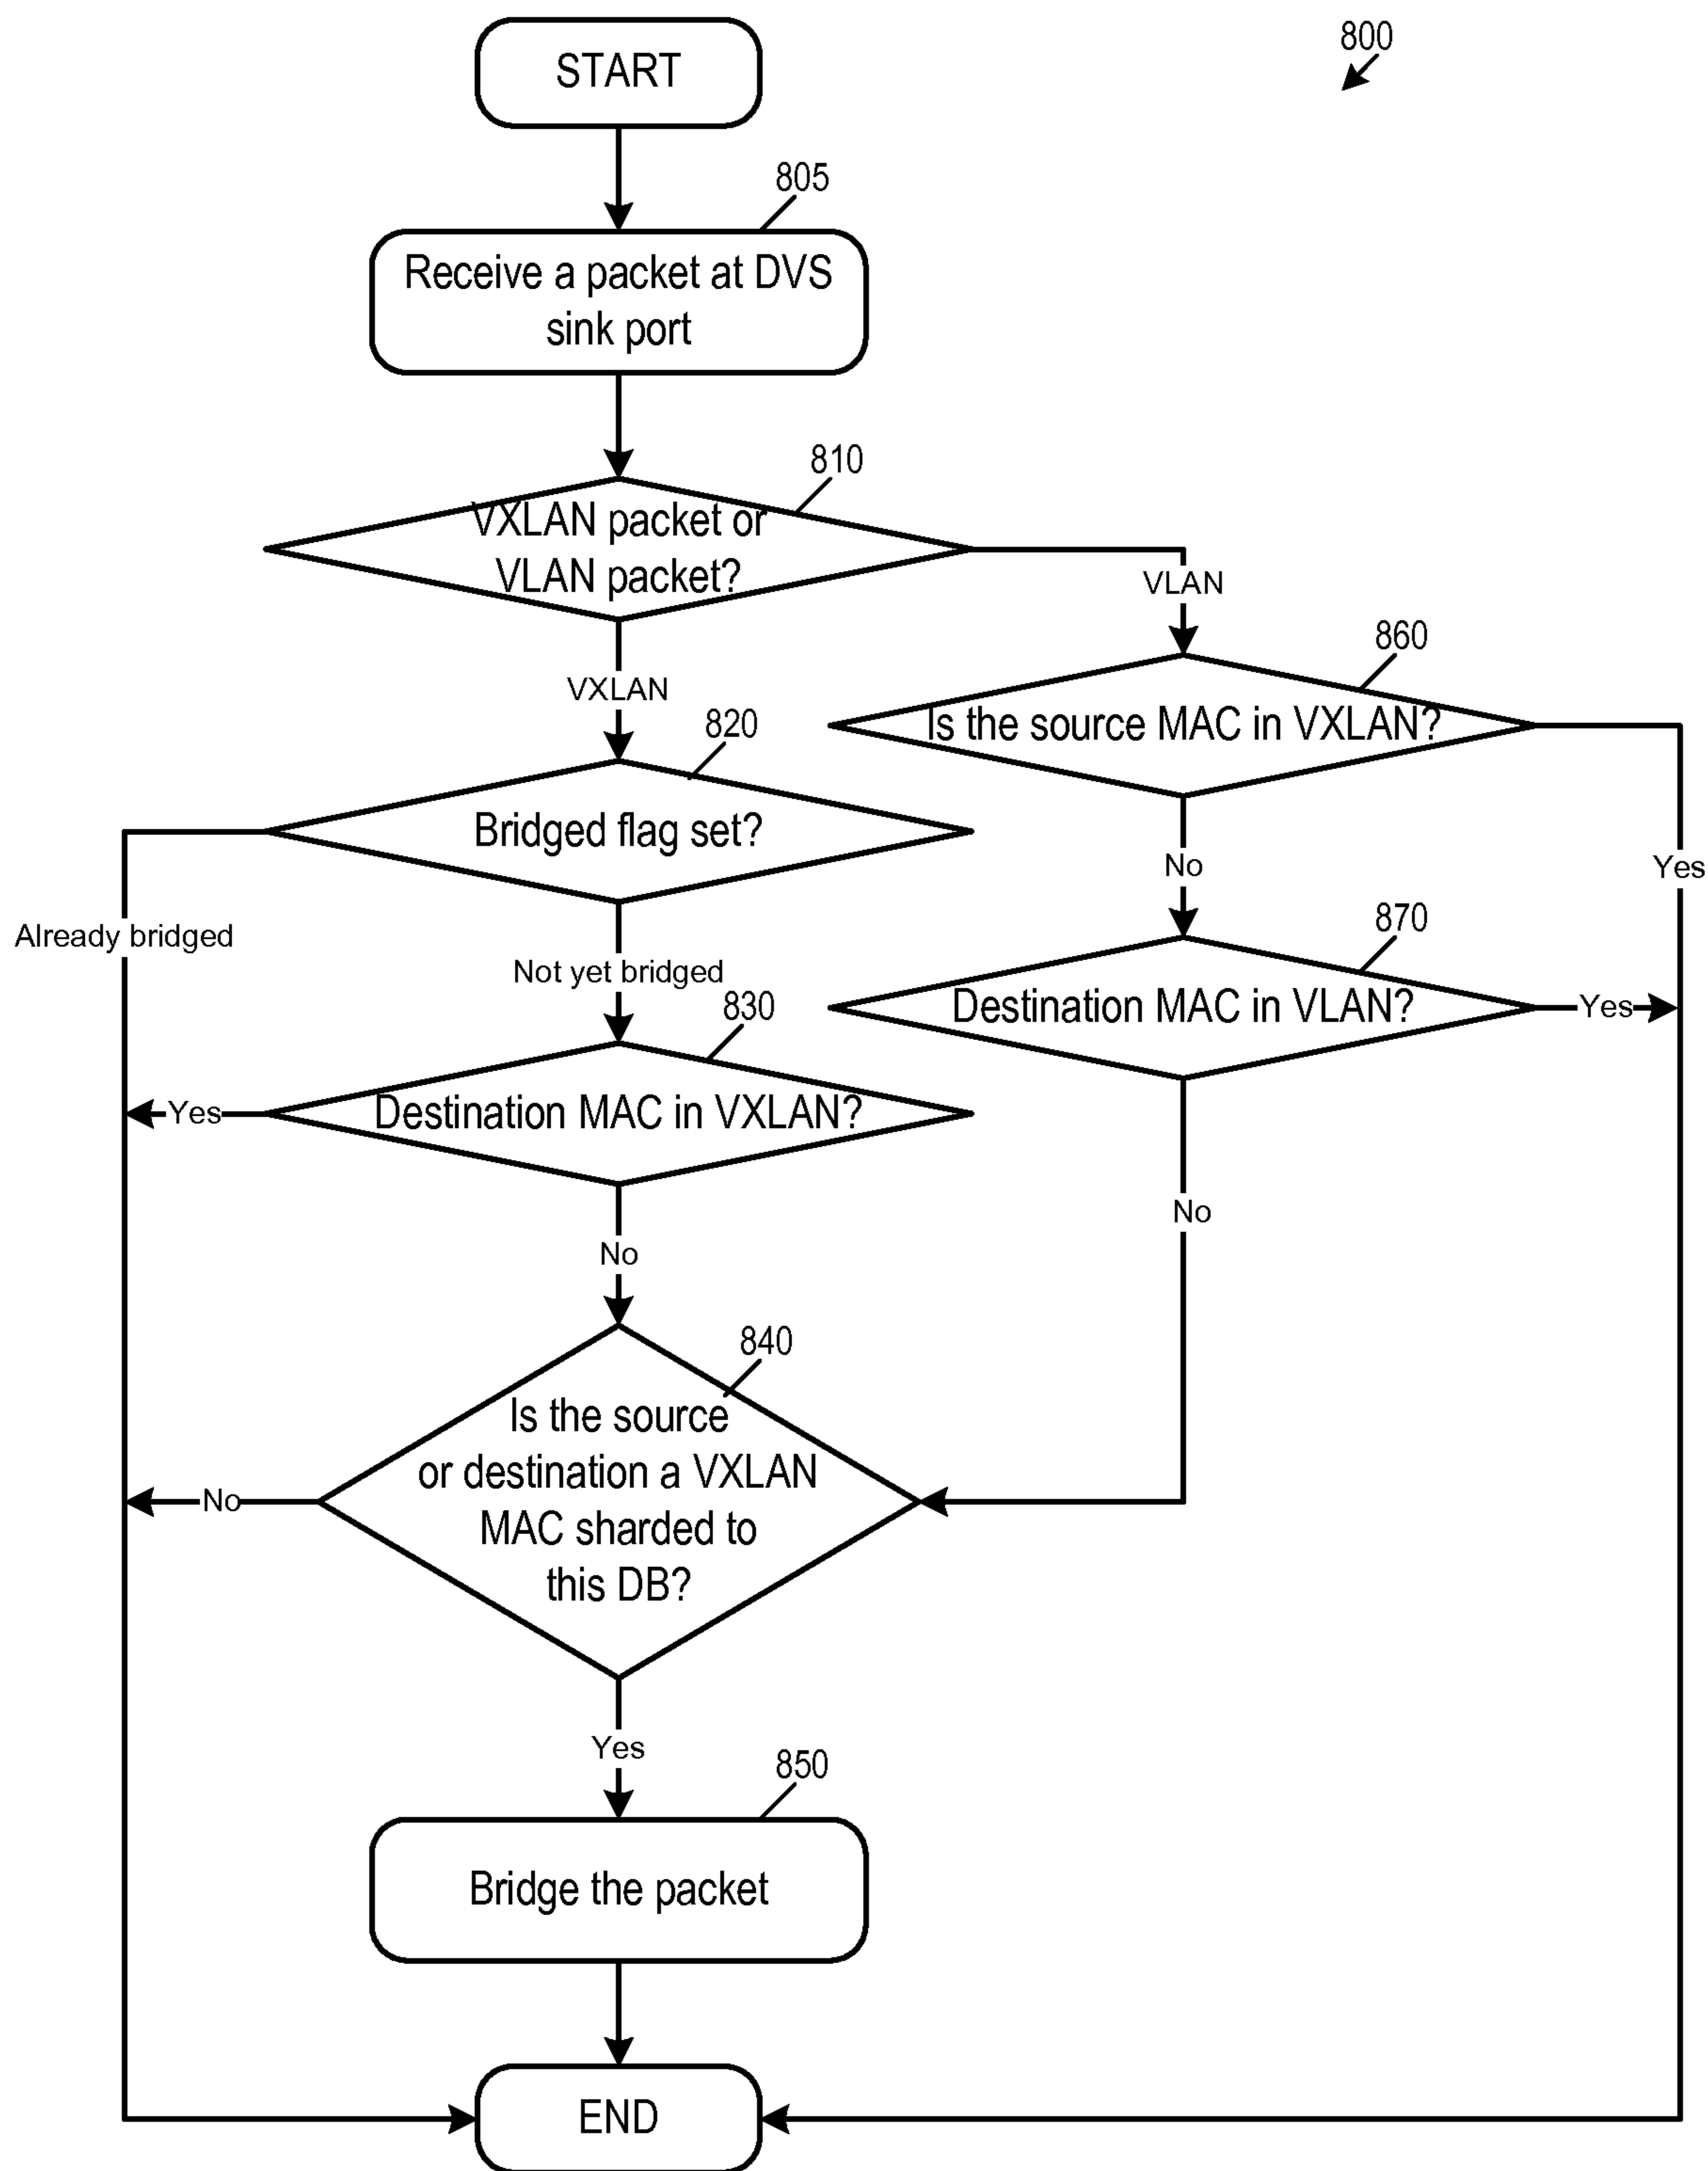 START
800
805
Receive a packet at DVS
sink port
810
VXLAN packet or
VLAN packet?
VLAN
VXLAN
860
Is the source MAC in VXLAN?
820
Bridged flag set?
No
Yes
Already bridged
Not yet bridged
870
Destination MAC in VLAN?
Yes
830
Destination MAC in VXLAN?
Yes
No
No
840
Is the source
or destination a VXLAN
MAC sharded to
this DB?
No
Yes
850
Bridge the packet
END